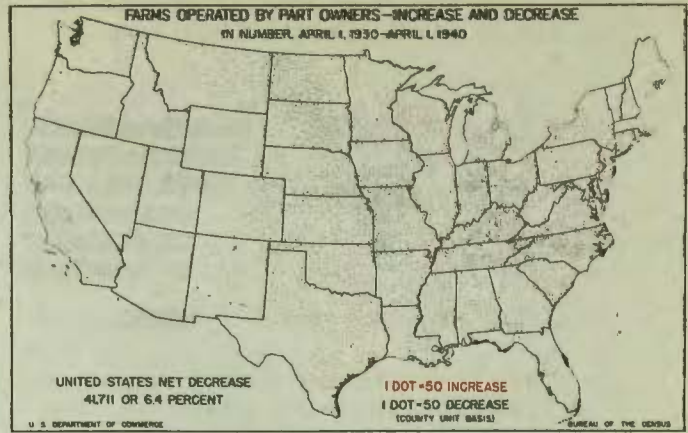 FARMS OPERATED BY PART OWNERS—INCREASE AND DECREASE
IN NUMBER, APRIL 1, 1930—APRIL 1, 1940
UNITED STATES NET DECREASE
41,711 OR 6.4 PERCENT
1 DOT=50 INCREASE
1 DOT=50 DECREASE
(COUNTY UNIT BASIS)
U S DEPARTMENT OF COMMERCE
BUREAU OF THE CENSUS